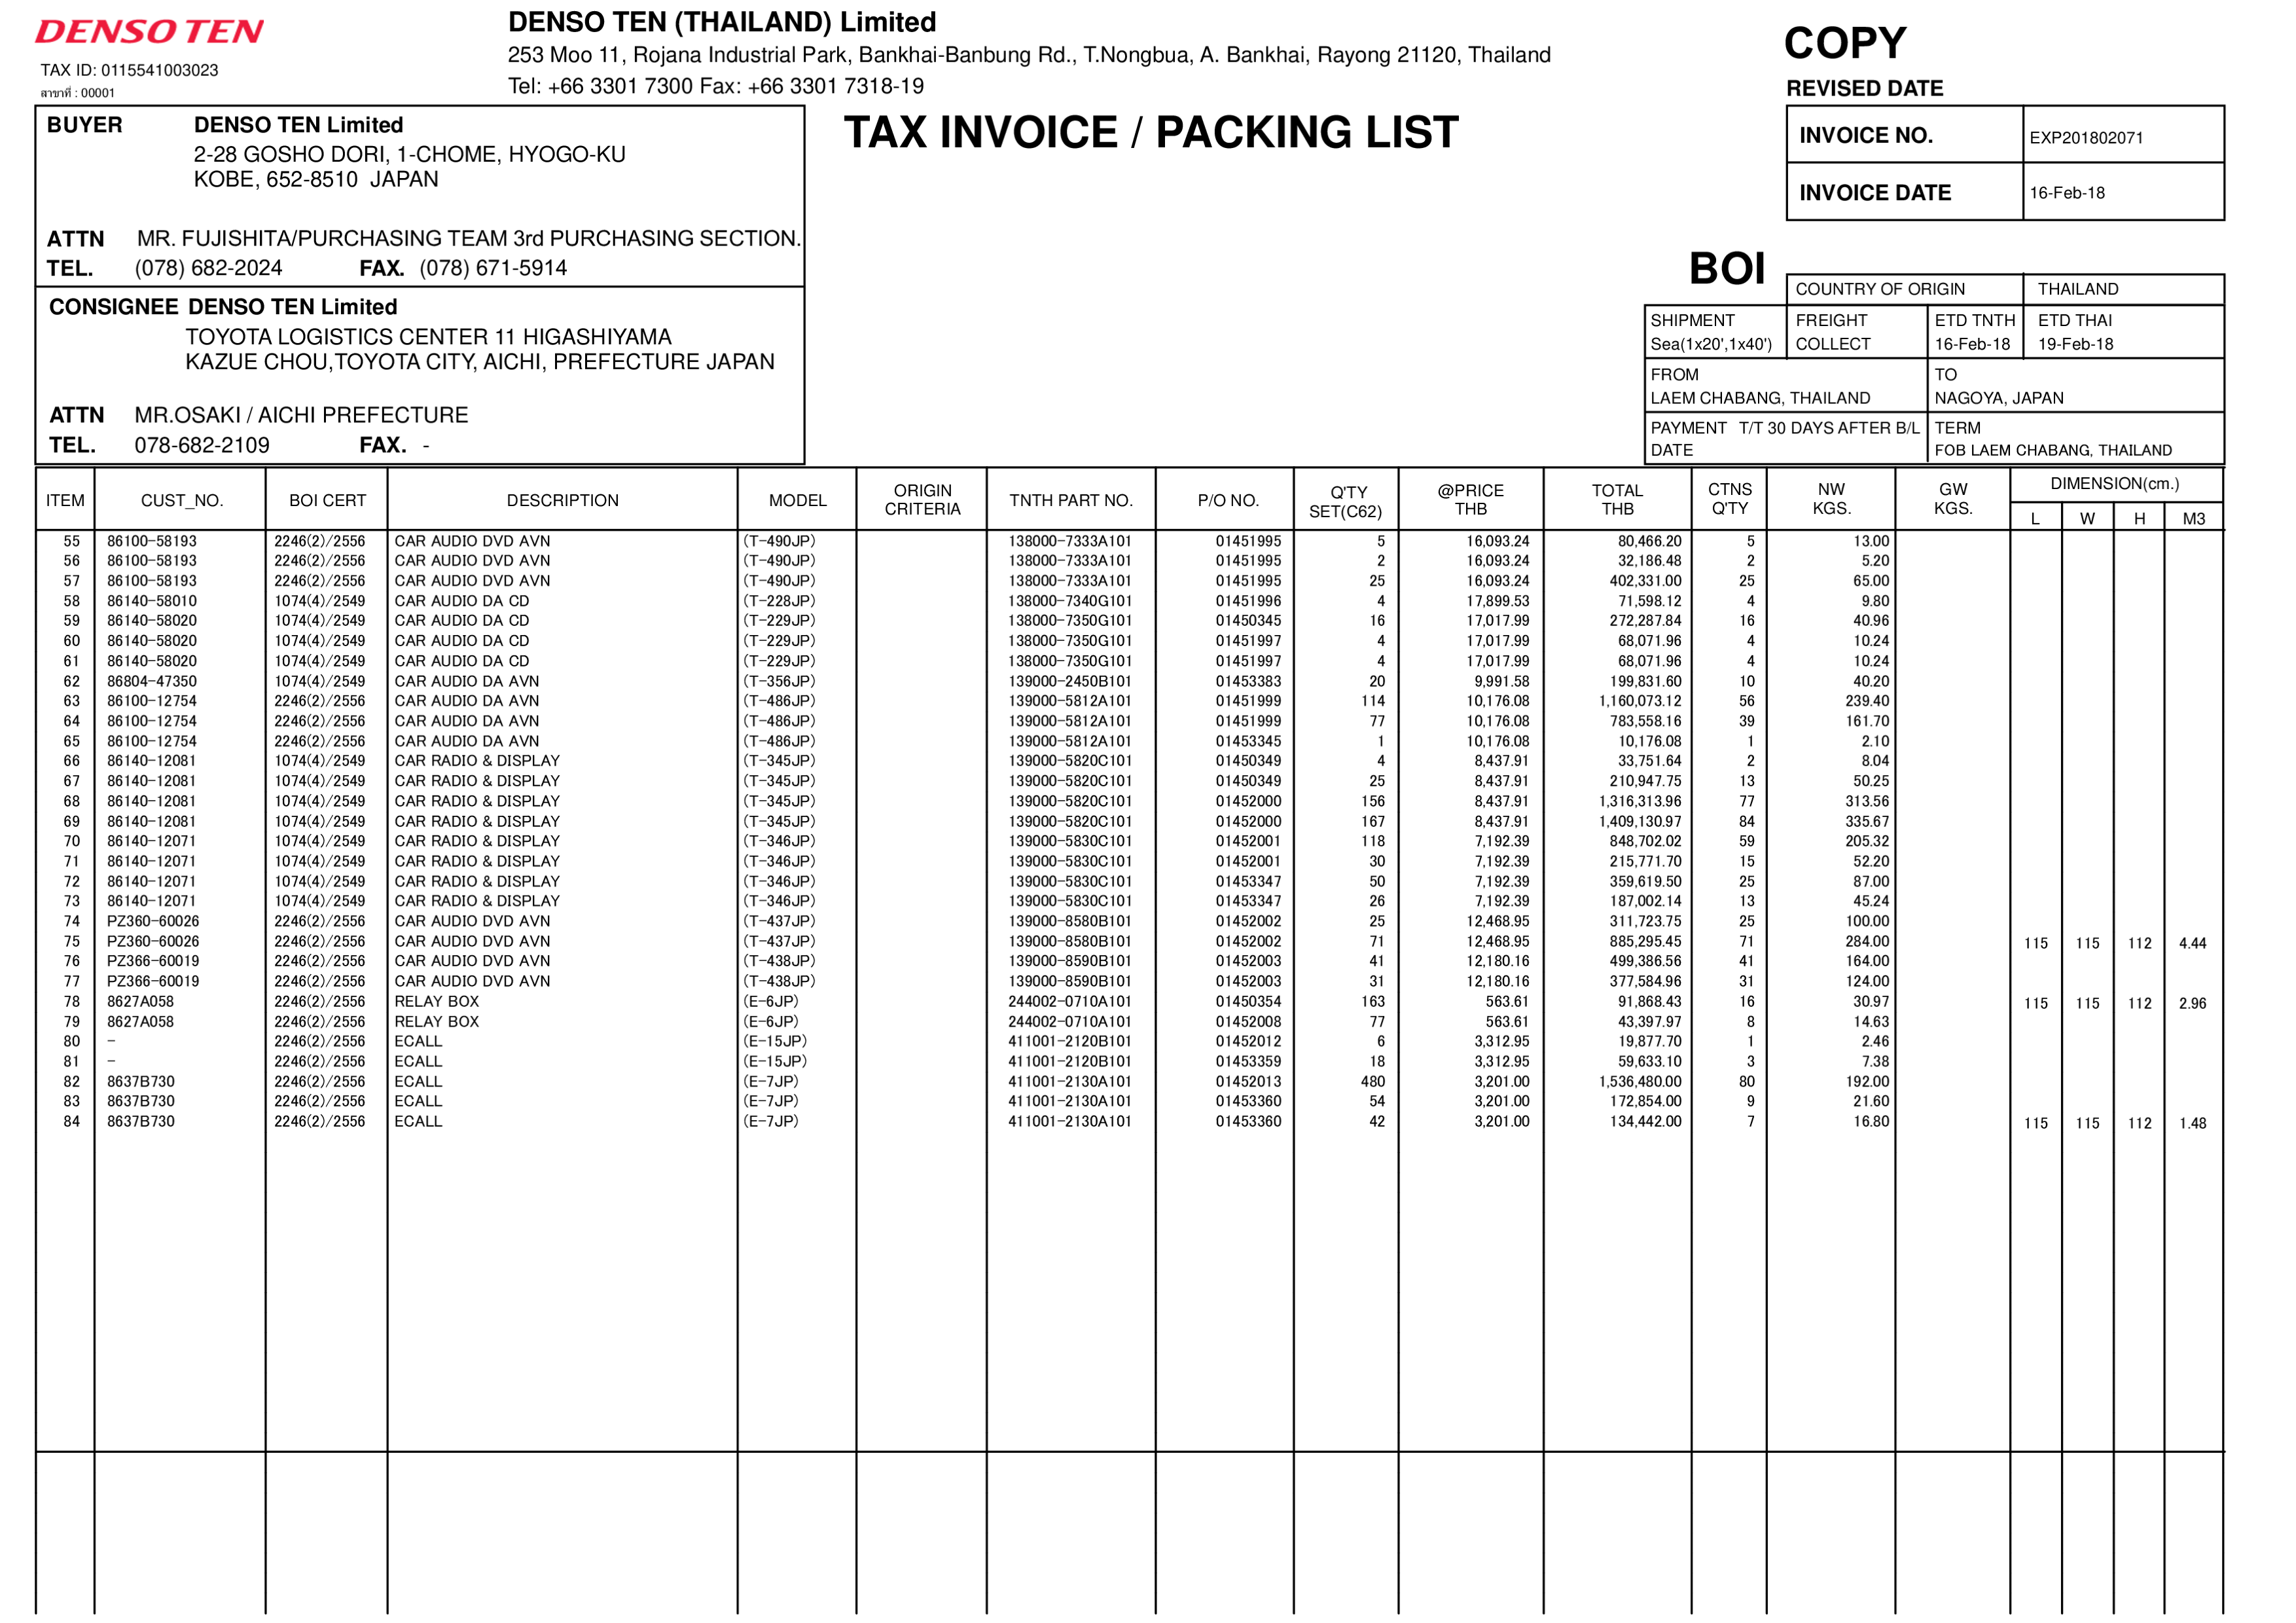 DENSO TEN
TAX ID: 0115541003023
สาขาที่ : 00001
DENSO TEN (THAILAND) Limited
253 Moo 11, Rojana Industrial Park, Bankhai-Banbung Rd., T.Nongbua, A. Bankhai, Rayong 21120, Thailand
Tel: +66 3301 7300 Fax: +66 3301 7318-19
COPY
REVISED DATE
TAX INVOICE / PACKING LIST
INVOICE NO. EXP201802071
INVOICE DATE 16-Feb-18
BUYER DENSO TEN Limited
2-28 GOSHO DORI, 1-CHOME, HYOGO-KU
KOBE, 652-8510 JAPAN
ATTN MR. FUJISHITA/PURCHASING TEAM 3rd PURCHASING SECTION.
TEL. (078) 682-2024 FAX. (078) 671-5914
CONSIGNEE DENSO TEN Limited
TOYOTA LOGISTICS CENTER 11 HIGASHIYAMA
KAZUE CHOU,TOYOTA CITY, AICHI, PREFECTURE JAPAN
ATTN MR.OSAKI / AICHI PREFECTURE
TEL. 078-682-2109 FAX. -
BOI
COUNTRY OF ORIGIN THAILAND
SHIPMENT FREIGHT ETD TNTH ETD THAI
Sea(1x20',1x40') COLLECT 16-Feb-18 19-Feb-18
FROM TO
LAEM CHABANG, THAILAND NAGOYA, JAPAN
PAYMENT T/T 30 DAYS AFTER B/L TERM
DATE FOB LAEM CHABANG, THAILAND
ITEM CUST_NO. BOI CERT DESCRIPTION MODEL ORIGIN CRITERIA TNTH PART NO. P/O NO. Q'TY SET(C62) @PRICE THB TOTAL THB CTNS Q'TY NW KGS. GW KGS. DIMENSION(cm.)
L W H M3
55 86100-58193 2246(2)/2556 CAR AUDIO DVD AVN (T-490JP) 138000-7333A101 01451995 5 16,093.24 80,466.20 5 13.00
56 86100-58193 2246(2)/2556 CAR AUDIO DVD AVN (T-490JP) 138000-7333A101 01451995 2 16,093.24 32,186.48 2 5.20
57 86100-58193 2246(2)/2556 CAR AUDIO DVD AVN (T-490JP) 138000-7333A101 01451995 25 16,093.24 402,331.00 25 65.00
58 86140-58010 1074(4)/2549 CAR AUDIO DA CD (T-228JP) 138000-7340G101 01451996 4 17,899.53 71,598.12 4 9.80
59 86140-58020 1074(4)/2549 CAR AUDIO DA CD (T-229JP) 138000-7350G101 01450345 16 17,017.99 272,287.84 16 40.96
60 86140-58020 1074(4)/2549 CAR AUDIO DA CD (T-229JP) 138000-7350G101 01451997 4 17,017.99 68,071.96 4 10.24
61 86140-58020 1074(4)/2549 CAR AUDIO DA CD (T-229JP) 138000-7350G101 01451997 4 17,017.99 68,071.96 4 10.24
62 86804-47350 1074(4)/2549 CAR AUDIO DA AVN (T-356JP) 139000-2450B101 01453383 20 9,991.58 199,831.60 10 40.20
63 86100-12754 2246(2)/2556 CAR AUDIO DA AVN (T-486JP) 139000-5812A101 01451999 114 10,176.08 1,160,073.12 56 239.40
64 86100-12754 2246(2)/2556 CAR AUDIO DA AVN (T-486JP) 139000-5812A101 01451999 77 10,176.08 783,558.16 39 161.70
65 86100-12754 2246(2)/2556 CAR AUDIO DA AVN (T-486JP) 139000-5812A101 01453345 1 10,176.08 10,176.08 1 2.10
66 86140-12081 1074(4)/2549 CAR RADIO & DISPLAY (T-345JP) 139000-5820C101 01450349 4 8,437.91 33,751.64 2 8.04
67 86140-12081 1074(4)/2549 CAR RADIO & DISPLAY (T-345JP) 139000-5820C101 01450349 25 8,437.91 210,947.75 13 50.25
68 86140-12081 1074(4)/2549 CAR RADIO & DISPLAY (T-345JP) 139000-5820C101 01452000 156 8,437.91 1,316,313.96 77 313.56
69 86140-12081 1074(4)/2549 CAR RADIO & DISPLAY (T-345JP) 139000-5820C101 01452000 167 8,437.91 1,409,130.97 84 335.67
70 86140-12071 1074(4)/2549 CAR RADIO & DISPLAY (T-346JP) 139000-5830C101 01452001 118 7,192.39 848,702.02 59 205.32
71 86140-12071 1074(4)/2549 CAR RADIO & DISPLAY (T-346JP) 139000-5830C101 01452001 30 7,192.39 215,771.70 15 52.20
72 86140-12071 1074(4)/2549 CAR RADIO & DISPLAY (T-346JP) 139000-5830C101 01453347 50 7,192.39 359,619.50 25 87.00
73 86140-12071 1074(4)/2549 CAR RADIO & DISPLAY (T-346JP) 139000-5830C101 01453347 26 7,192.39 187,002.14 13 45.24
74 PZ360-60026 2246(2)/2556 CAR AUDIO DVD AVN (T-437JP) 139000-8580B101 01452002 25 12,468.95 311,723.75 25 100.00
75 PZ360-60026 2246(2)/2556 CAR AUDIO DVD AVN (T-437JP) 139000-8580B101 01452002 71 12,468.95 885,295.45 71 284.00 115 115 112 4.44
76 PZ366-60019 2246(2)/2556 CAR AUDIO DVD AVN (T-438JP) 139000-8590B101 01452003 41 12,180.16 499,386.56 41 164.00
77 PZ366-60019 2246(2)/2556 CAR AUDIO DVD AVN (T-438JP) 139000-8590B101 01452003 31 12,180.16 377,584.96 31 124.00
78 8627A058 2246(2)/2556 RELAY BOX (E-6JP) 244002-0710A101 01450354 163 563.61 91,868.43 16 30.97 115 115 112 2.96
79 8627A058 2246(2)/2556 RELAY BOX (E-6JP) 244002-0710A101 01452008 77 563.61 43,397.97 8 14.63
80 - 2246(2)/2556 ECALL (E-15JP) 411001-2120B101 01452012 6 3,312.95 19,877.70 1 2.46
81 - 2246(2)/2556 ECALL (E-15JP) 411001-2120B101 01453359 18 3,312.95 59,633.10 3 7.38
82 8637B730 2246(2)/2556 ECALL (E-7JP) 411001-2130A101 01452013 480 3,201.00 1,536,480.00 80 192.00
83 8637B730 2246(2)/2556 ECALL (E-7JP) 411001-2130A101 01453360 54 3,201.00 172,854.00 9 21.60
84 8637B730 2246(2)/2556 ECALL (E-7JP) 411001-2130A101 01453360 42 3,201.00 134,442.00 7 16.80 115 115 112 1.48